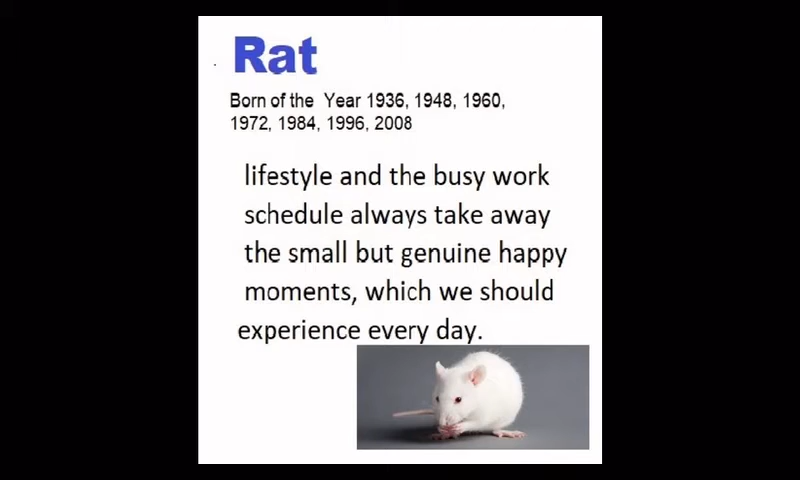 Rat
Born of the Year 1936, 1948, 1960,
1972, 1984, 1996, 2008
lifestyle and the busy work
schedule always take away
the small but genuine happy
moments, which we should
experience every day.